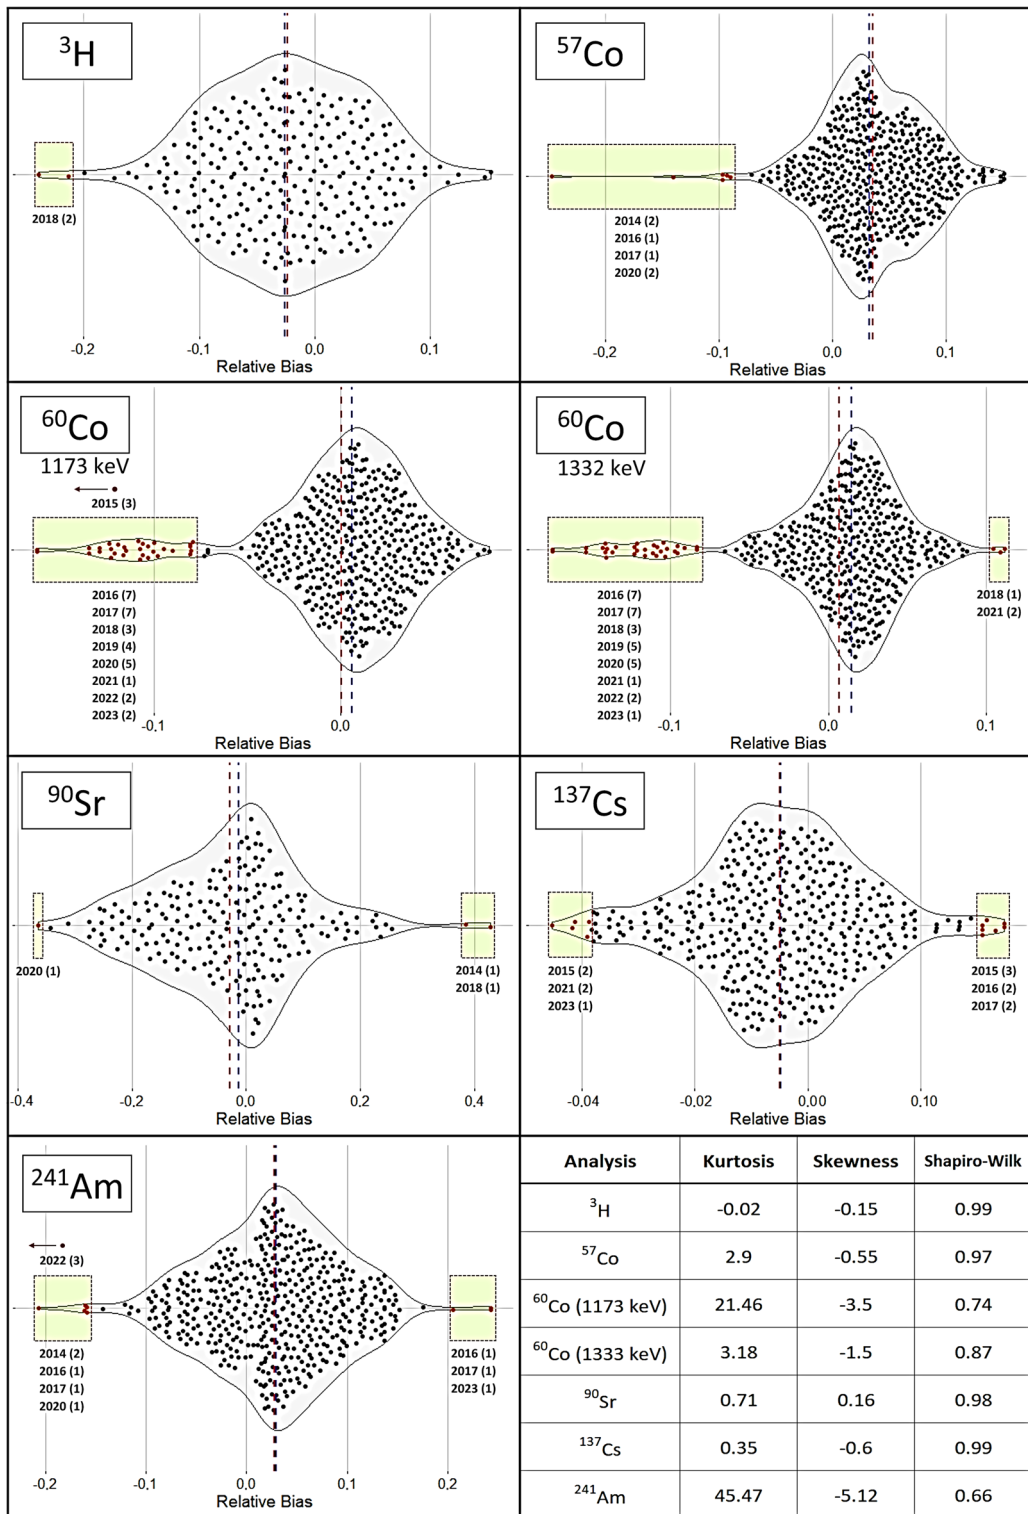 ³H
2018 (2)
-0.2 -0.1 0.0 0.1
Relative Bias
⁵⁷Co
2014 (2)
2016 (1)
2017 (1)
2020 (2)
-0.2 -0.1 0.0 0.1
Relative Bias
⁶⁰Co
1173 keV
2015 (3)
2016 (7)
2017 (7)
2018 (3)
2019 (4)
2020 (5)
2021 (1)
2022 (2)
2023 (2)
-0.1 0.0
Relative Bias
⁶⁰Co
1332 keV
2016 (7)
2017 (7)
2018 (3)
2019 (5)
2020 (5)
2021 (1)
2022 (2)
2023 (1)
2018 (1)
2021 (2)
-0.1 0.0 0.1
Relative Bias
⁹⁰Sr
2020 (1)
2014 (1)
2018 (1)
-0.4 -0.2 0.0 0.2 0.4
Relative Bias
¹³⁷Cs
2015 (2)
2021 (2)
2023 (1)
2015 (3)
2016 (2)
2017 (2)
-0.04 -0.02 0.00 0.10
Relative Bias
²⁴¹Am
2022 (3)
2014 (2)
2016 (1)
2017 (1)
2020 (1)
2016 (1)
2017 (1)
2023 (1)
-0.2 -0.1 0.0 0.1 0.2
Relative Bias
Analysis Kurtosis Skewness Shapiro-Wilk
³H -0.02 -0.15 0.99
⁵⁷Co 2.9 -0.55 0.97
⁶⁰Co (1173 keV) 21.46 -3.5 0.74
⁶⁰Co (1333 keV) 3.18 -1.5 0.87
⁹⁰Sr 0.71 0.16 0.98
¹³⁷Cs 0.35 -0.6 0.99
²⁴¹Am 45.47 -5.12 0.66